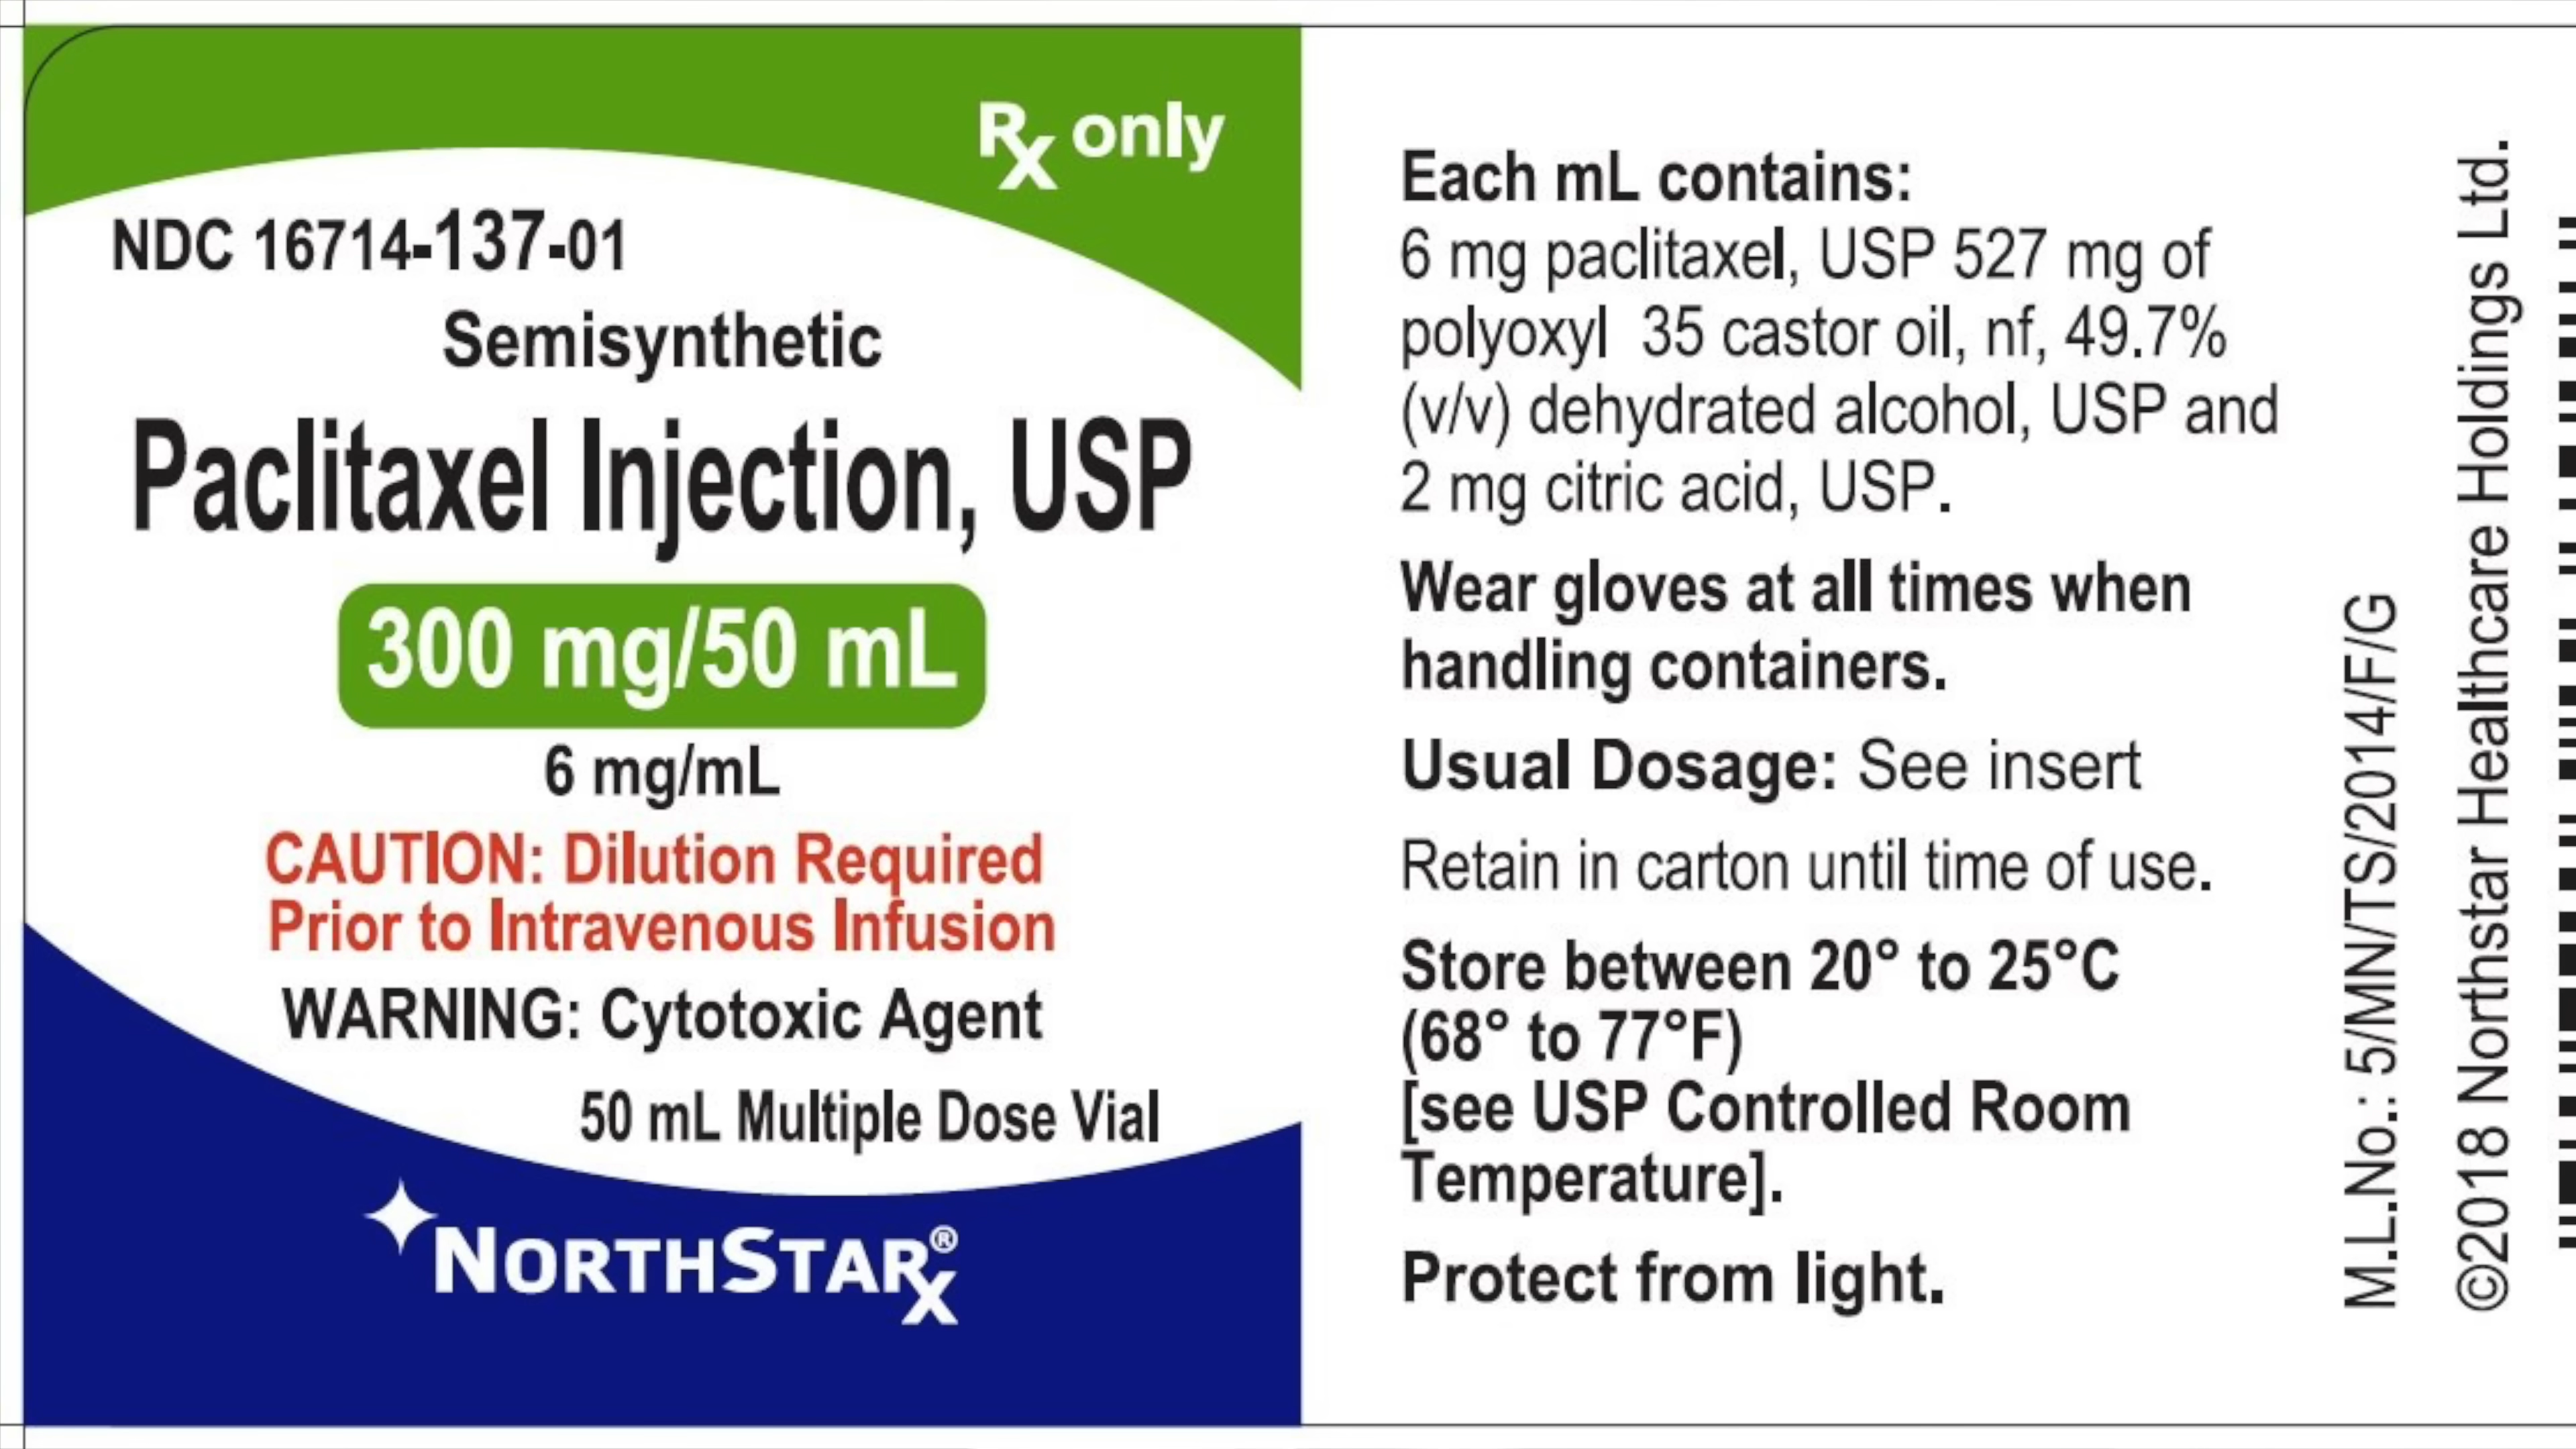 Rx only
NDC 16714-137-01
Semisynthetic
Paclitaxel Injection, USP
300 mg/50 mL
6 mg/mL
CAUTION: Dilution Required
Prior to Intravenous Infusion
WARNING: Cytotoxic Agent
50 mL Multiple Dose Vial
NORTHSTARx®
Each mL contains:
6 mg paclitaxel, USP 527 mg of
polyoxyl 35 castor oil, nf, 49.7%
(v/v) dehydrated alcohol, USP and
2 mg citric acid, USP.
Wear gloves at all times when
handling containers.
Usual Dosage: See insert
Retain in carton until time of use.
Store between 20° to 25°C
(68° to 77°F)
[see USP Controlled Room
Temperature].
Protect from light.
M.L.No.: 5/MN/TS/2014/F/G
©2018 Northstar Healthcare Holdings Ltd.